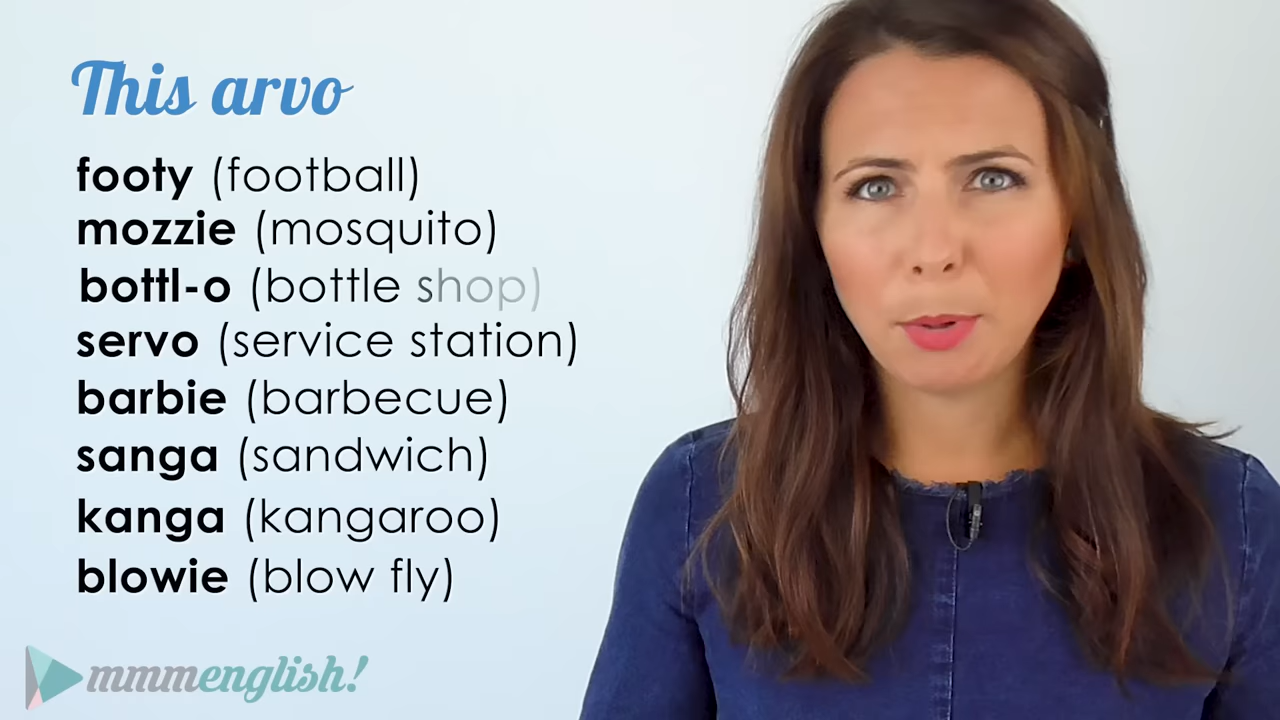 This arvo
footy (football)
mozzie (mosquito)
bottl-o (bottle shop)
servo (service station)
barbie (barbecue)
sanga (sandwich)
kanga (kangaroo)
blowie (blow fly)
mmmenglish!